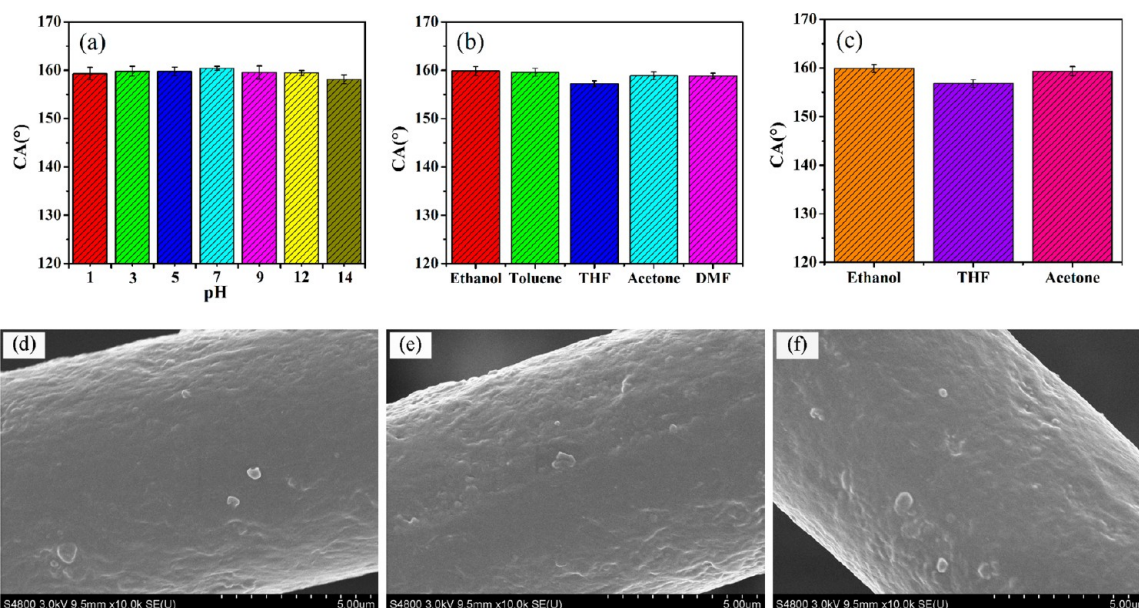 (a)
170
160
150
140
130
120
CA(°)
1 3 5 7 9 12 14
pH
(b)
170
160
150
140
130
120
CA(°)
Ethanol Toluene THF Acetone DMF
(c)
170
160
150
140
130
120
CA(°)
Ethanol THF Acetone
(d)
S4800 3.0kV 9.5mm x10.0k SE(U) 5.00um
(e)
S4800 3.0kV 9.5mm x10.0k SE(U) 5.00um
(f)
S4800 3.0kV 9.5mm x10.0k SE(U) 5.00um